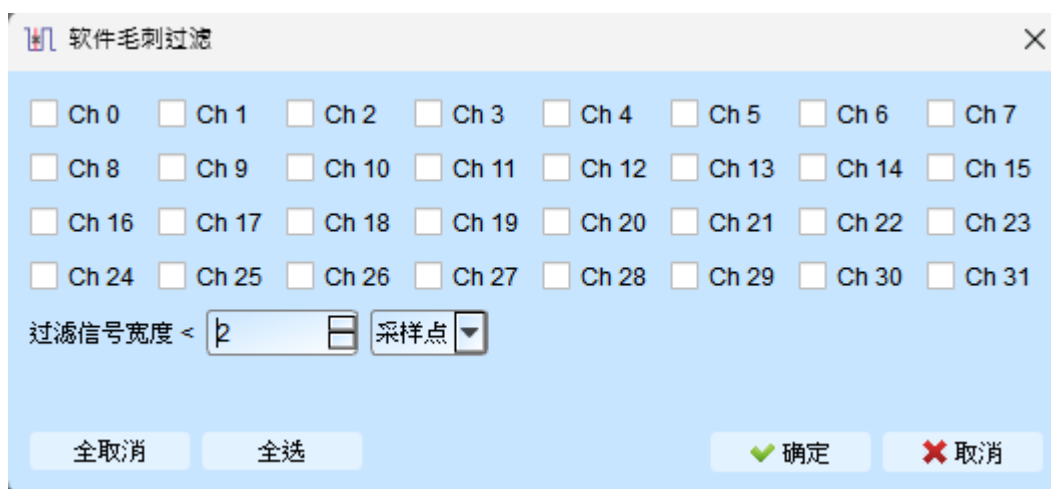 软件毛刺过滤
Ch 0 Ch 1 Ch 2 Ch 3 Ch 4 Ch 5 Ch 6 Ch 7
Ch 8 Ch 9 Ch 10 Ch 11 Ch 12 Ch 13 Ch 14 Ch 15
Ch 16 Ch 17 Ch 18 Ch 19 Ch 20 Ch 21 Ch 22 Ch 23
Ch 24 Ch 25 Ch 26 Ch 27 Ch 28 Ch 29 Ch 30 Ch 31
过滤信号宽度 < 2 采样点
全取消 全选 确定 取消